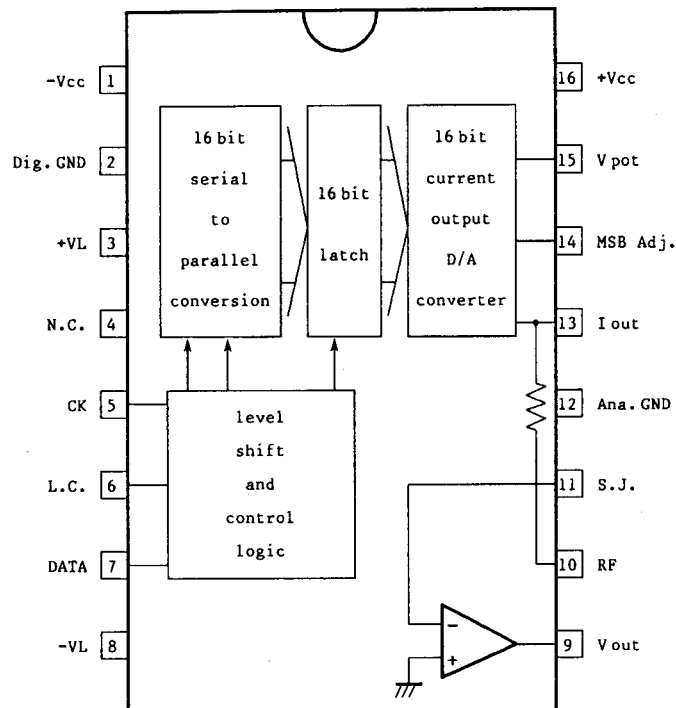 -Vcc 1
Dig.GND 2
+VL 3
N.C. 4
CK 5
L.C. 6
DATA 7
-VL 8
16 bit
serial
to
parallel
conversion
16 bit
latch
16 bit
current
output
D/A
converter
level
shift
and
control
logic
−
+
16 +Vcc
15 V pot
14 MSB Adj.
13 I out
12 Ana.GND
11 S.J.
10 RF
9 V out